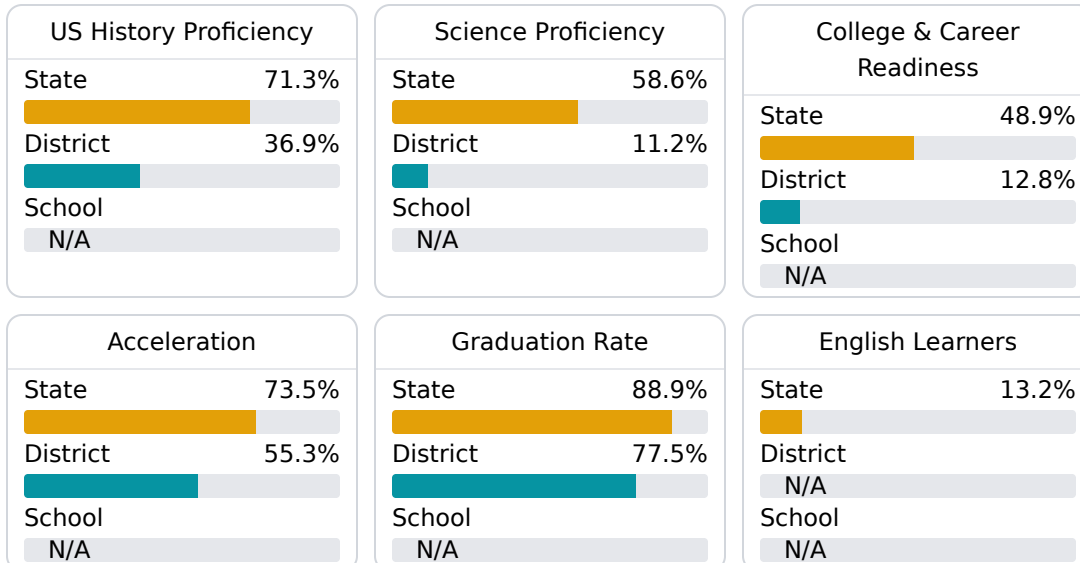 US History Proficiency
State 71.3%
District 36.9%
School
N/A
Science Proficiency
State 58.6%
District 11.2%
School
N/A
College & Career
Readiness
State 48.9%
District 12.8%
School
N/A
Acceleration
State 73.5%
District 55.3%
School
N/A
Graduation Rate
State 88.9%
District 77.5%
School
N/A
English Learners
State 13.2%
District
N/A
School
N/A